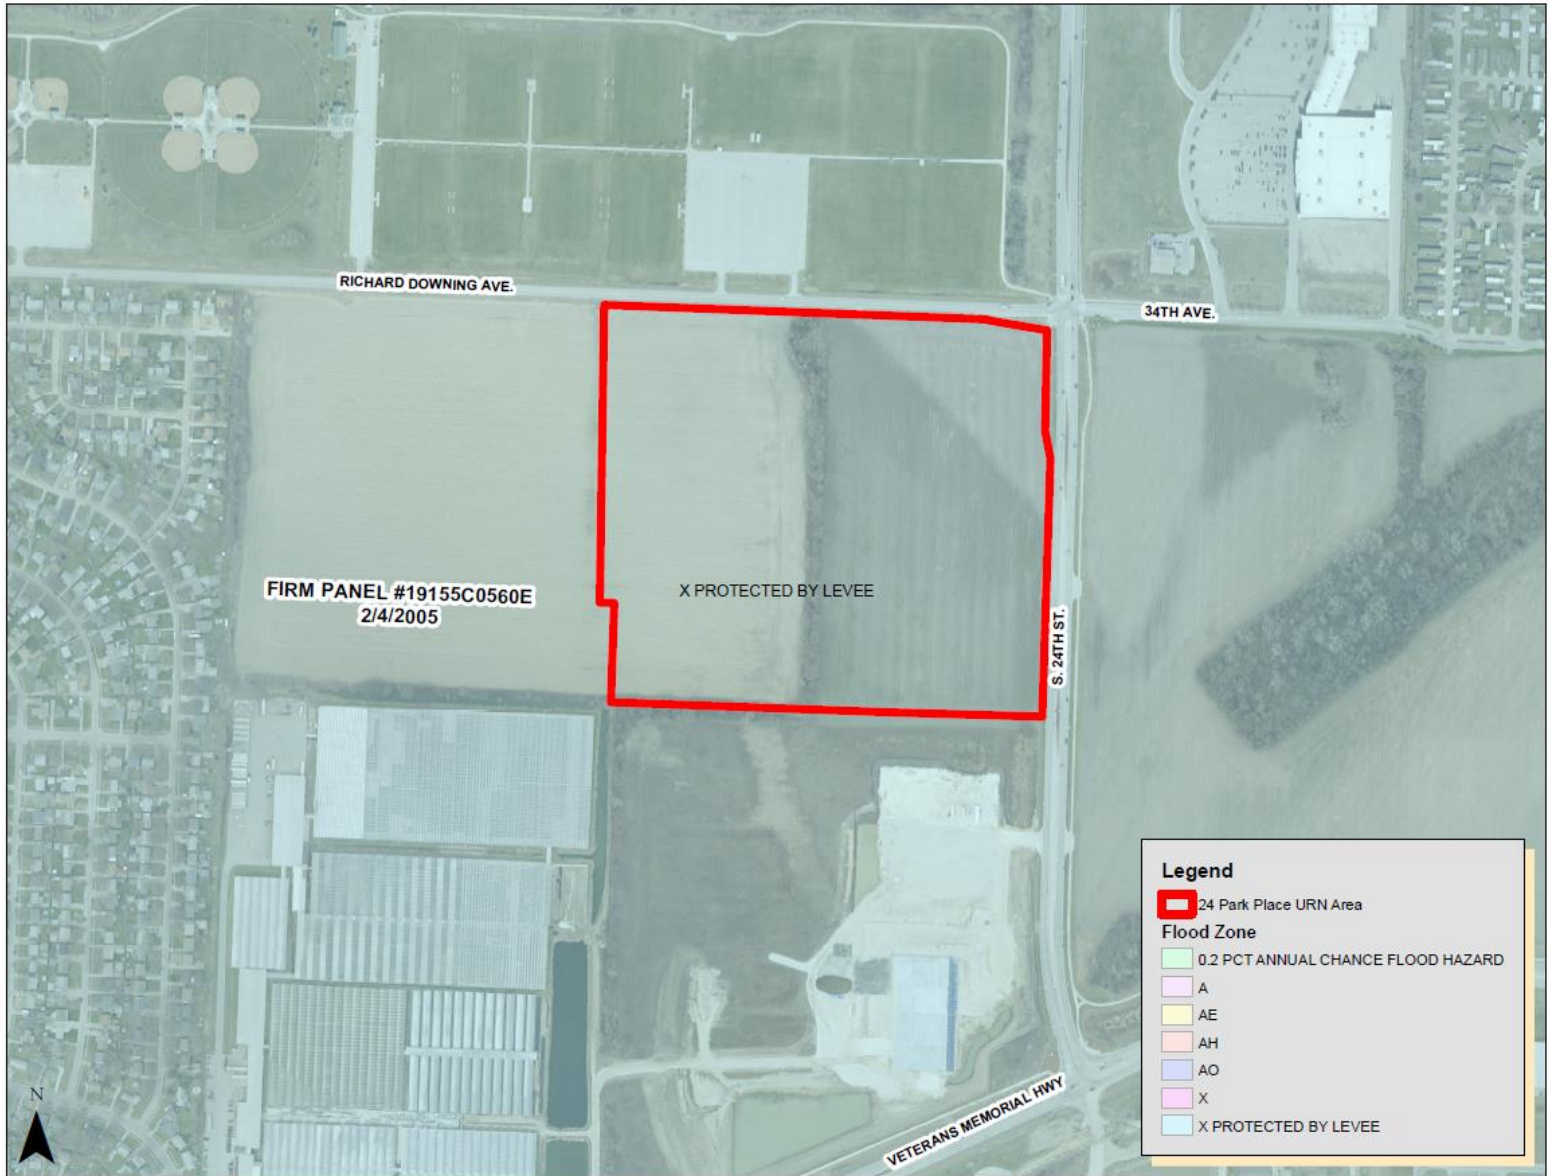 RICHARD DOWNING AVE.
34TH AVE.
FIRM PANEL #19155C0560E
2/4/2005
X PROTECTED BY LEVEE
S. 24TH ST.
VETERANS MEMORIAL HWY
N
Legend
24 Park Place URN Area
Flood Zone
0.2 PCT ANNUAL CHANCE FLOOD HAZARD
A
AE
AH
AO
X
X PROTECTED BY LEVEE